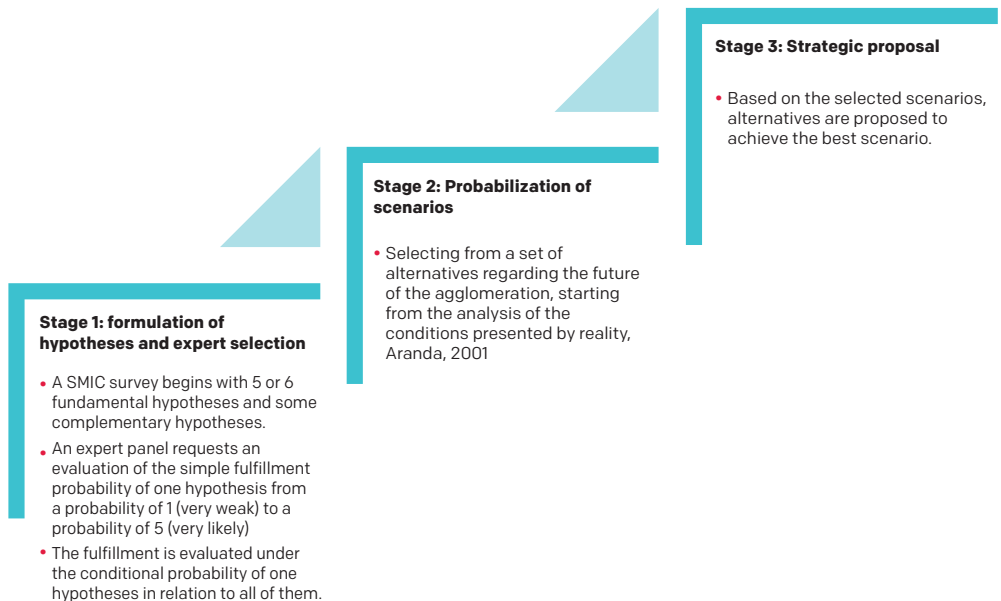 Stage 1: formulation of
hypotheses and expert selection
• A SMIC survey begins with 5 or 6
fundamental hypotheses and some
complementary hypotheses.
• An expert panel requests an
evaluation of the simple fulfillment
probability of one hypothesis from
a probability of 1 (very weak) to a
probability of 5 (very likely)
• The fulfillment is evaluated under
the conditional probability of one
hypotheses in relation to all of them.
Stage 2: Probabilization of
scenarios
• Selecting from a set of
alternatives regarding the future
of the agglomeration, starting
from the analysis of the
conditions presented by reality,
Aranda, 2001
Stage 3: Strategic proposal
• Based on the selected scenarios,
alternatives are proposed to
achieve the best scenario.